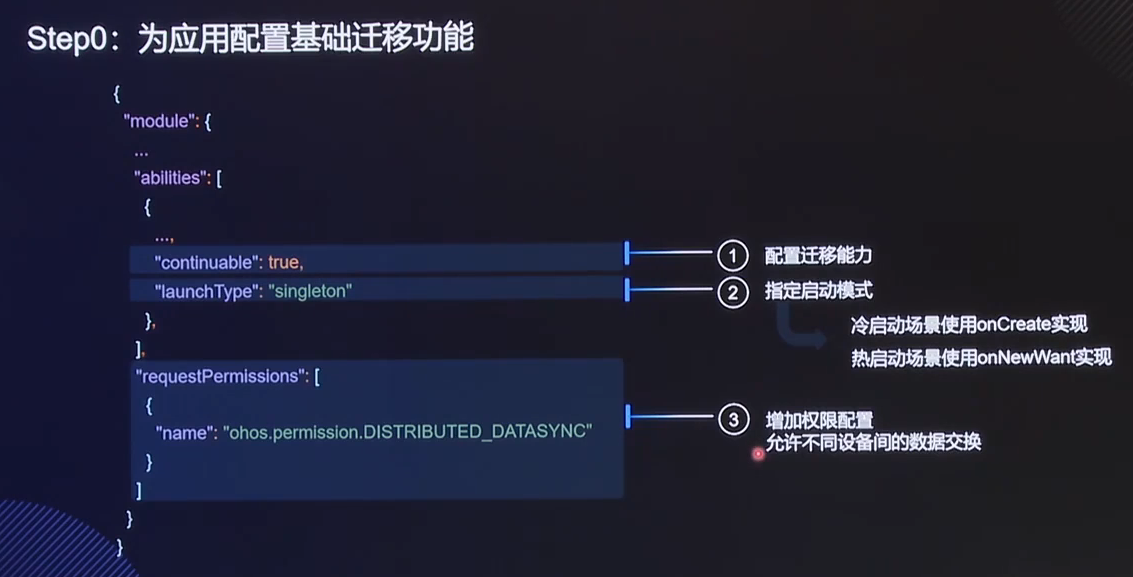 Step0：为应用配置基础迁移功能
{
"module": {
...
"abilities": [
{
...,
"continuable": true,
"launchType": "singleton"
},
],
"requestPermissions": [
{
"name": "ohos.permission.DISTRIBUTED_DATASYNC"
}
]
}
}
1 配置迁移能力
2 指定启动模式
冷启动场景使用onCreate实现
热启动场景使用onNewWant实现
3 增加权限配置
允许不同设备间的数据交换